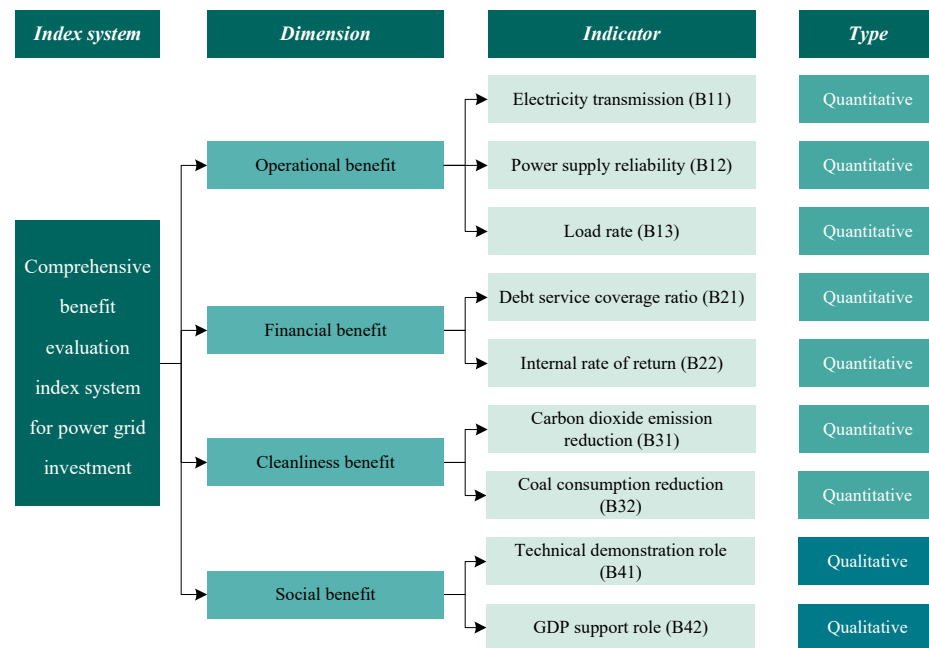 Index system
Dimension
Indicator
Type
Comprehensive
benefit
evaluation
index system
for power grid
investment
Operational benefit
Electricity transmission (B11)
Quantitative
Power supply reliability (B12)
Quantitative
Load rate (B13)
Quantitative
Financial benefit
Debt service coverage ratio (B21)
Quantitative
Internal rate of return (B22)
Quantitative
Cleanliness benefit
Carbon dioxide emission
reduction (B31)
Quantitative
Coal consumption reduction
(B32)
Quantitative
Social benefit
Technical demonstration role
(B41)
Qualitative
GDP support role (B42)
Qualitative